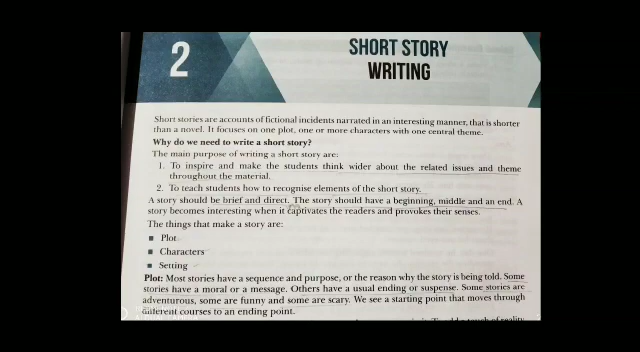 2
SHORT STORY
WRITING
Short stories are accounts of fictional incidents narrated in an interesting manner, that is shorter
than a novel. It focuses on one plot, one or more characters with one central theme.
Why do we need to write a short story?
The main purpose of writing a short story are:
1. To inspire and make the students think wider about the related issues and theme
throughout the material.
2. To teach students how to recognise elements of the short story.
A story should be brief and direct. The story should have a beginning, middle and an end. A
story becomes interesting when it captivates the readers and provokes their senses.
The things that make a story are:
■ Plot
■ Characters
■ Setting
Plot: Most stories have a sequence and purpose, or the reason why the story is being told. Some
stories have a moral or a message. Others have a usual ending or suspense. Some stories are
adventurous, some are funny and some are scary. We see a starting point that moves through
different courses to an ending point.
a touch of reality